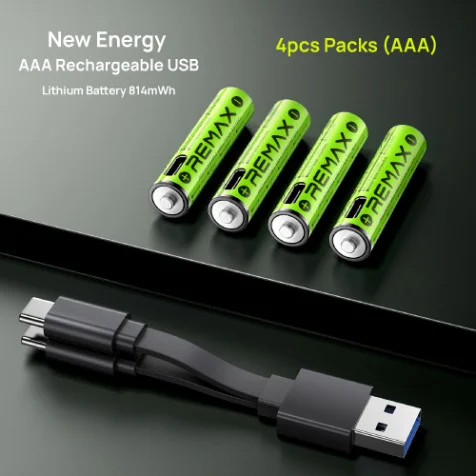 New Energy
AAA Rechargeable USB
Lithium Battery 814mWh
4pcs Packs (AAA)
REMAX
REMAX
REMAX
REMAX